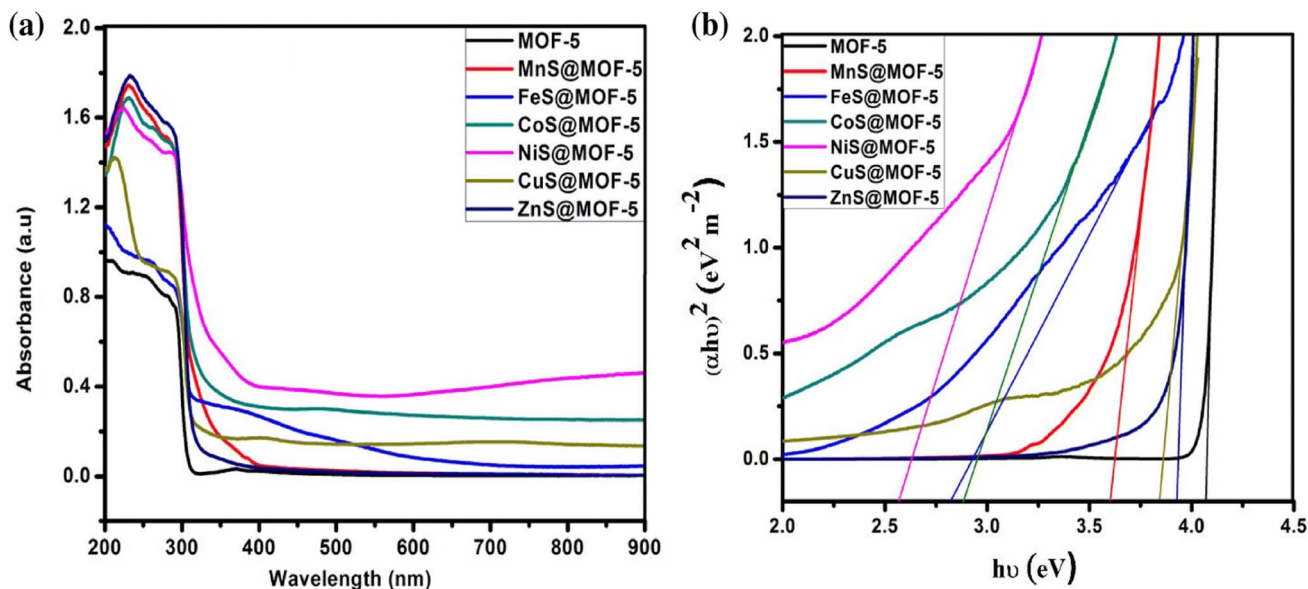 (a)
2.0
1.6
1.2
0.8
0.4
0.0
Absorbance (a.u)
MOF-5
MnS@MOF-5
FeS@MOF-5
CoS@MOF-5
NiS@MOF-5
CuS@MOF-5
ZnS@MOF-5
200 300 400 500 600 700 800 900
Wavelength (nm)
(b)
2.0
1.5
1.0
0.5
0.0
(αhυ)² (eV² m⁻²)
MOF-5
MnS@MOF-5
FeS@MOF-5
CoS@MOF-5
NiS@MOF-5
CuS@MOF-5
ZnS@MOF-5
2.0 2.5 3.0 3.5 4.0 4.5
hυ (eV)